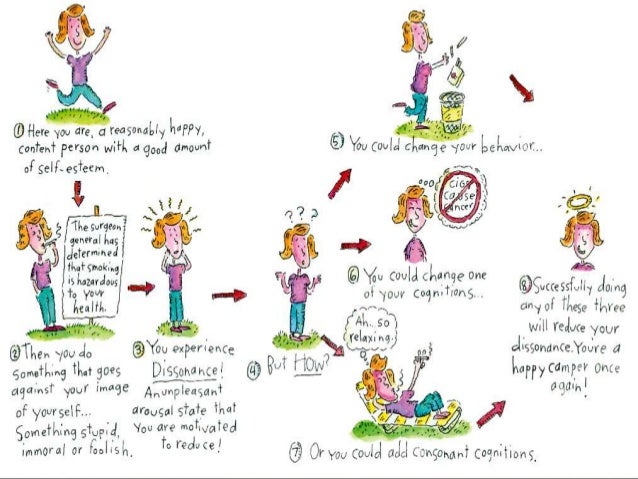 ① Here you are, a reasonably happy,
content person with a good amount
of self-esteem.
The surgeon
general has
determined
that smoking
is hazardous
to your
health.
② Then you do
something that goes
against your image
of yourself...
Something stupid,
immoral or foolish.
③ You experience
Dissonance!
An unpleasant
arousal state that
You are motivated
to reduce!
? ? ?
④ But How?
⑤ You could change your behavior...
CIGS
cause
cancer
⑥ You could change one
of your cognitions...
Ah.. so
relaxing.
⑦ Or you could add consonant cognitions.
⑧ Successfully doing
any of these three
will reduce your
dissonance. Youre a
happy camper once
again!